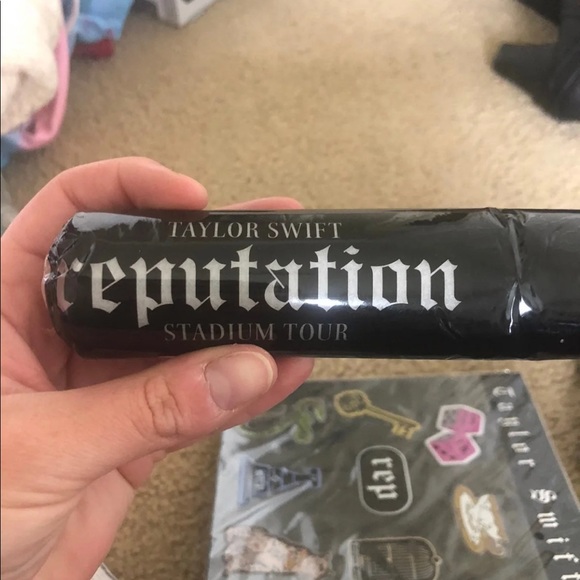 TAYLOR SWIFT
reputation
STADIUM TOUR
rep
Taylor Swift